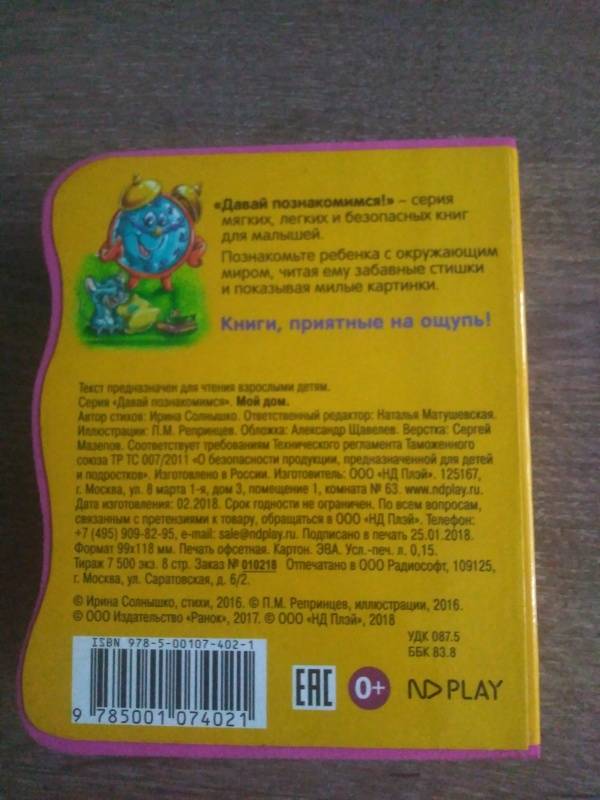 «Давай познакомимся!» – серия
мягких, легких и безопасных книг
для малышей.
Познакомьте ребенка с окружающим
миром, читая ему забавные стишки
и показывая милые картинки.
Книги, приятные на ощупь!
Текст предназначен для чтения взрослыми детям.
Серия «Давай познакомимся». Мой дом.
Автор стихов: Ирина Солнышко. Ответственный редактор: Наталья Матушевская.
Иллюстрации: П.М. Репринцев. Обложка: Александр Щавелев. Верстка: Сергей
Мазепов. Соответствует требованиям Технического регламента Таможенного
союза ТР ТС 007/2011 «О безопасности продукции, предназначенной для детей
и подростков». Изготовлено в России. Изготовитель: ООО «НД Плэй». 125167,
г. Москва, ул. 8 марта 1-я, дом 3, помещение 1, комната № 63. www.ndplay.ru.
Дата изготовления: 02.2018. Срок годности не ограничен. По всем вопросам,
связанным с претензиями к товару, обращаться в ООО «НД Плэй». Телефон:
+7 (495) 909-82-95, e-mail: sale@ndplay.ru. Подписано в печать 25.01.2018.
Формат 99х118 мм. Печать офсетная. Картон. ЭВА. Усл.-печ. л. 0,15.
Тираж 7 500 экз. 8 стр. Заказ № 010218 Отпечатано в ООО Радиософт, 109125,
г. Москва, ул. Саратовская, д. 6/2.
© Ирина Солнышко, стихи, 2016. © П.М. Репринцев, иллюстрации, 2016.
© ООО Издательство «Ранок», 2017. © ООО «НД Плэй», 2018
УДК 087.5
ББК 83.8
ISBN 978-5-00107-402-1
9 785001 074021
ЕАС
0+
ND PLAY